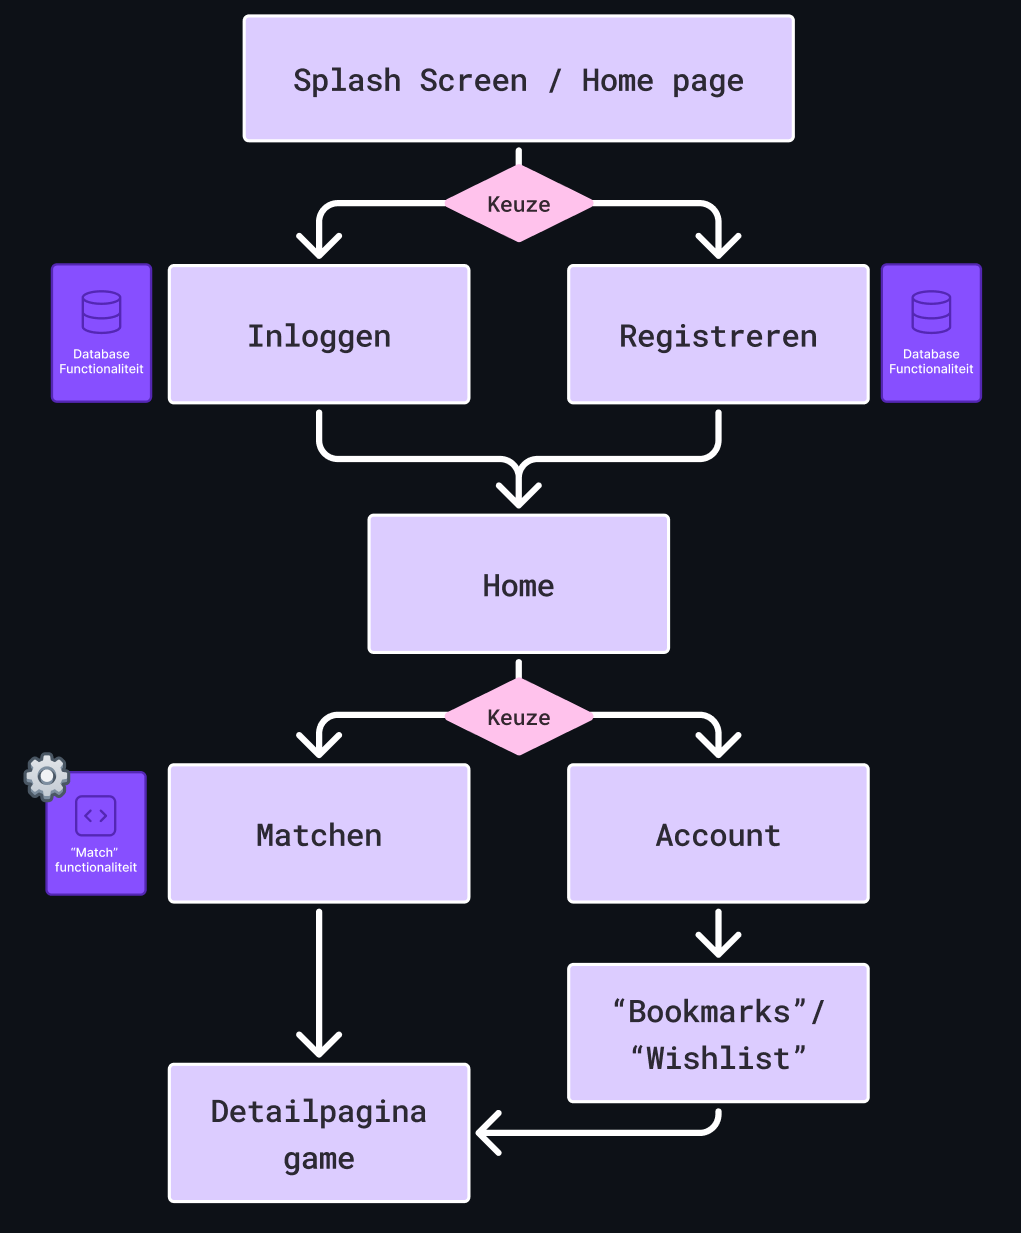 Splash Screen / Home page
Keuze
Database
Functionaliteit
Inloggen
Registreren
Database
Functionaliteit
Home
Keuze
“Match”
functionaliteit
Matchen
Account
“Bookmarks”/
“Wishlist”
Detailpagina
game